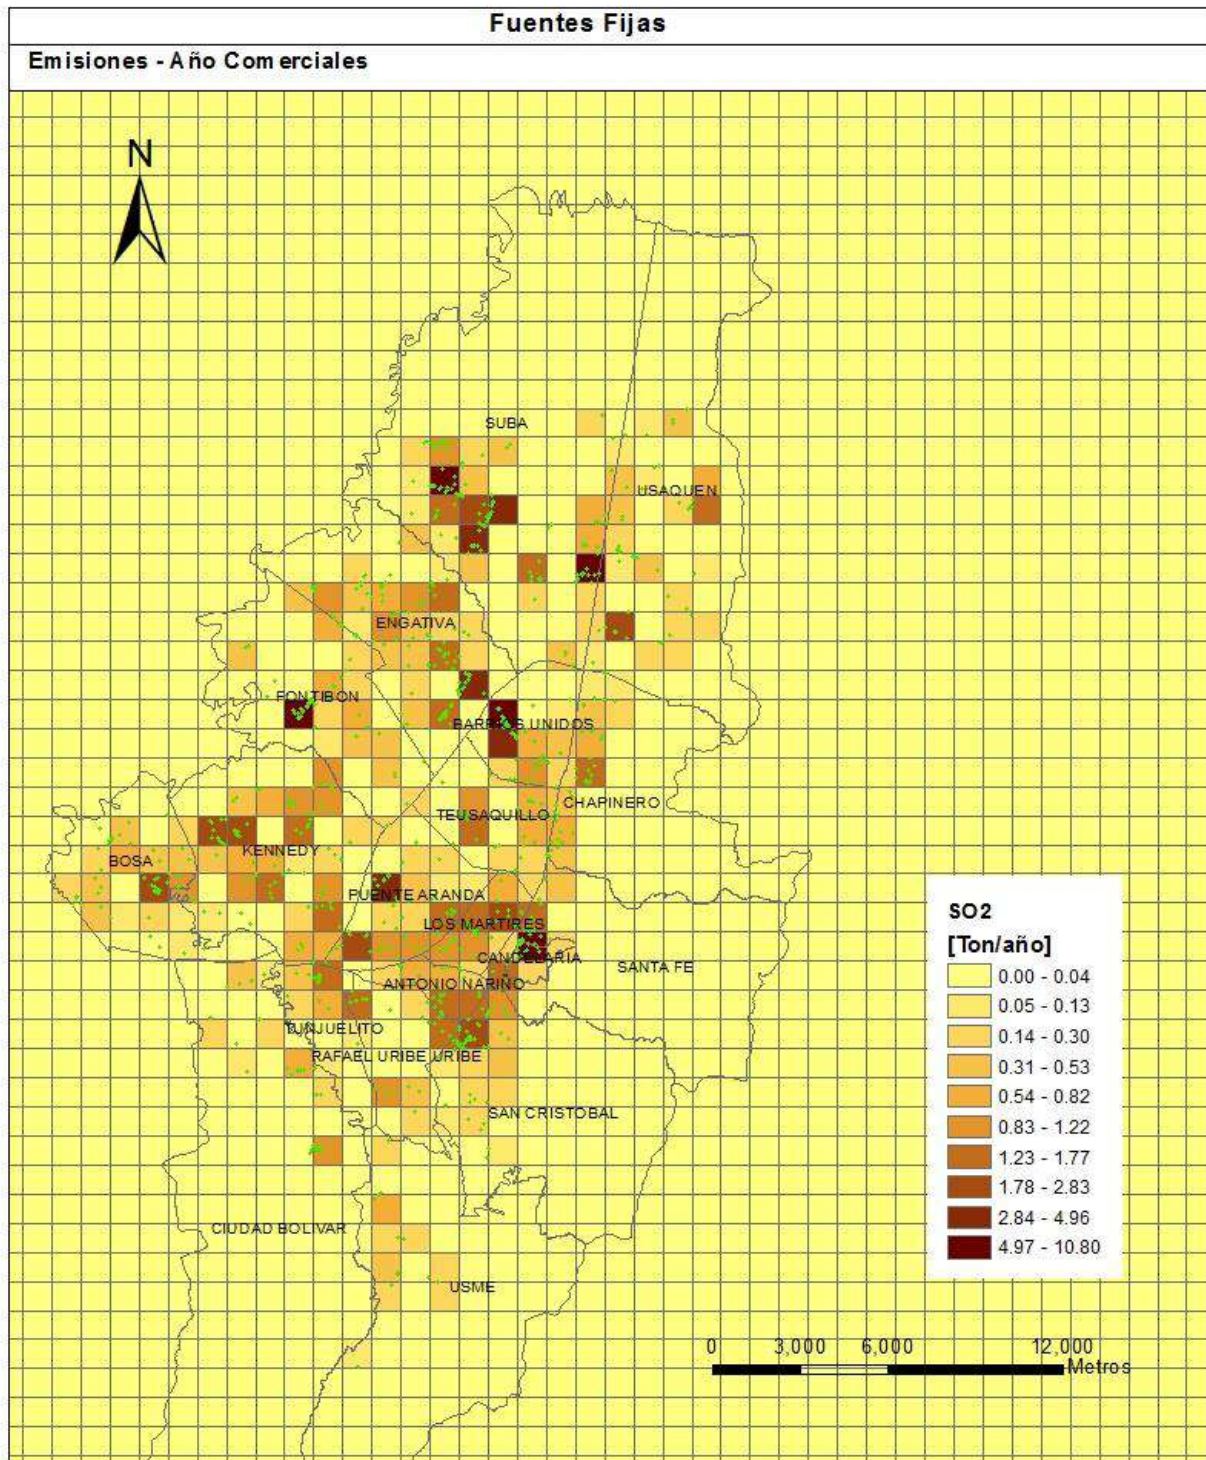 Fuentes Fijas
Emisiones - Año Comerciales
N
SUBA
USAQUEN
ENGATIVA
FONTIBON
BARRIOS UNIDOS
CHAPINERO
TEUSAQUILLO
KENNEDY
BOSA
PUENTE ARANDA
LOS MARTIRES
CANDELARIA
SANTA FE
ANTONIO NARIÑO
TUNJUELITO
RAFAEL URIBE URIBE
SAN CRISTOBAL
CIUDAD BOLIVAR
USME
SO2
[Ton/año]
0.00 - 0.04
0.05 - 0.13
0.14 - 0.30
0.31 - 0.53
0.54 - 0.82
0.83 - 1.22
1.23 - 1.77
1.78 - 2.83
2.84 - 4.96
4.97 - 10.80
0 3,000 6,000 12,000
Metros